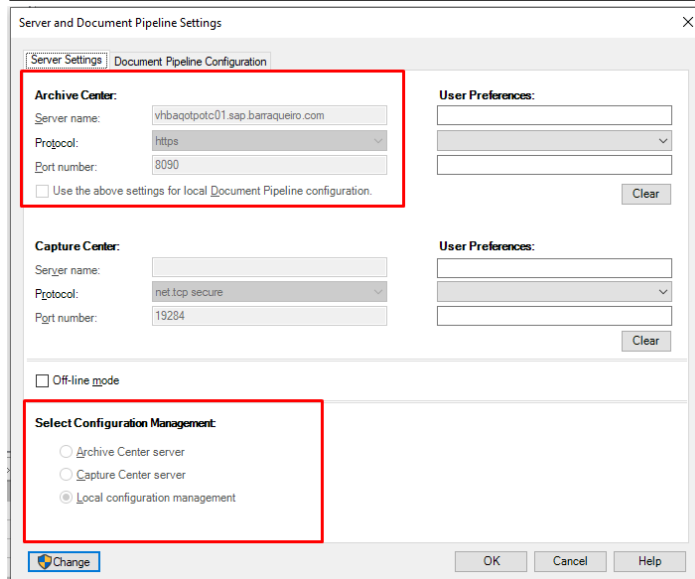 Server and Document Pipeline Settings
Server Settings
Document Pipeline Configuration
Archive Center:
Server name:
vhbaqotpotc01.sap.barraqueiro.com
Protocol:
https
Port number:
8090
Use the above settings for local Document Pipeline configuration.
User Preferences:
Clear
Capture Center:
Server name:
Protocol:
net.tcp secure
Port number:
19284
User Preferences:
Clear
Off-line mode
Select Configuration Management:
Archive Center server
Capture Center server
Local configuration management
Change
OK
Cancel
Help